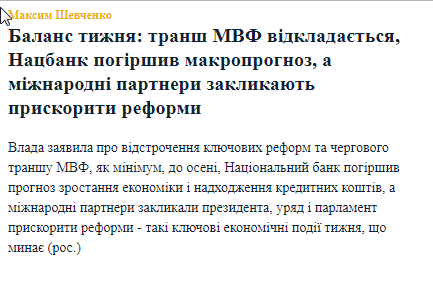 Максим Шевченко
Баланс тижня: транш МВФ відкладається,
Нацбанк погіршив макропрогноз, а
міжнародні партнери закликають
прискорити реформи
Влада заявила про відстрочення ключових реформ та чергового
траншу МВФ, як мінімум, до осені, Національний банк погіршив
прогноз зростання економіки і надходження кредитних коштів, а
міжнародні партнери закликали президента, уряд і парламент
прискорити реформи - такі ключові економічні події тижня, що
минає (рос.)